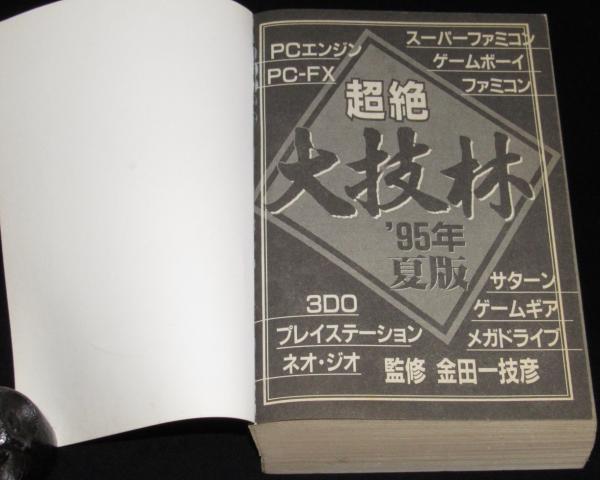 PCエンジン
PC-FX
スーパーファミコン
ゲームボーイ
ファミコン
超絶
大技林
'95年
夏版
3DO
プレイステーション
ネオ・ジオ
サターン
ゲームギア
メガドライブ
監修 金田一技彦